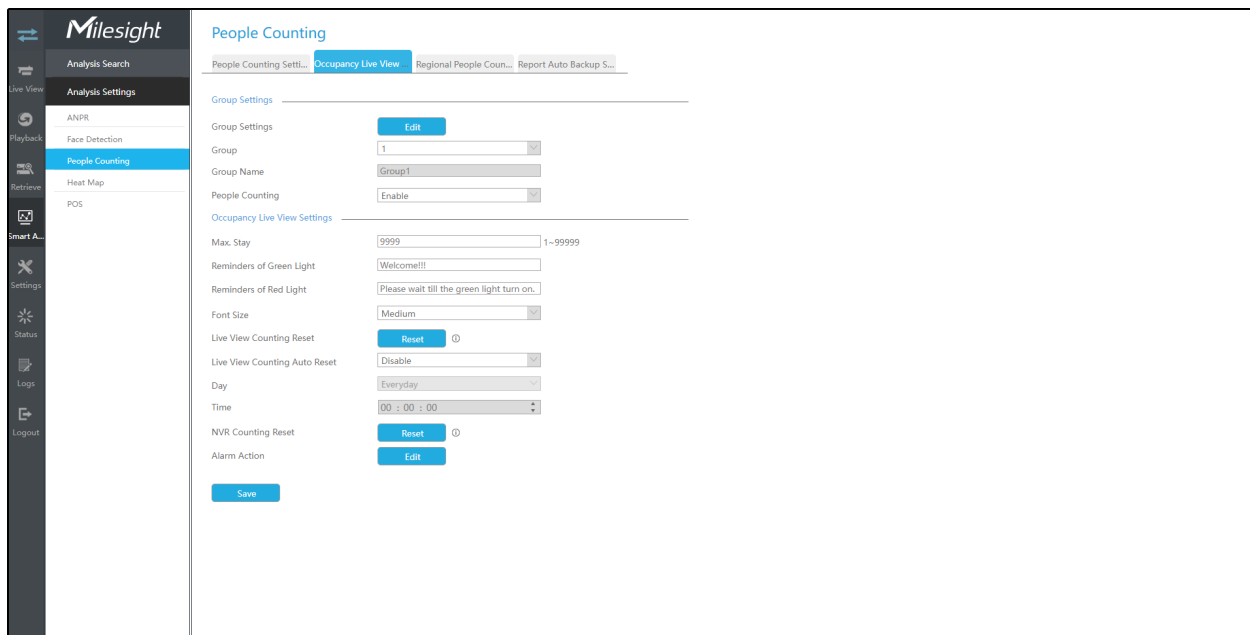 Milesight
Live View
Playback
Retrieve
Smart A...
Settings
Status
Logs
Logout
Analysis Search
Analysis Settings
ANPR
Face Detection
People Counting
Heat Map
POS
People Counting
People Counting Setti... Occupancy Live View ... Regional People Coun... Report Auto Backup S...
Group Settings
Group Settings Edit
Group 1
Group Name Group1
People Counting Enable
Occupancy Live View Settings
Max. Stay 9999 1~99999
Reminders of Green Light Welcome!!!
Reminders of Red Light Please wait till the green light turn on.
Font Size Medium
Live View Counting Reset Reset
Live View Counting Auto Reset Disable
Day Everyday
Time 00 : 00 : 00
NVR Counting Reset Reset
Alarm Action Edit
Save